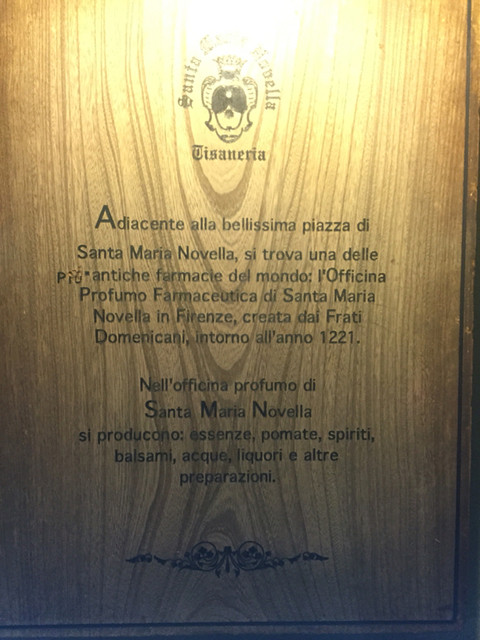 Santa Maria Novella
Tisaneria
Adiacente alla bellissima piazza di
Santa Maria Novella, si trova una delle
più antiche farmacie del mondo: l'Officina
Profumo Farmaceutica di Santa Maria
Novella in Firenze, creata dai Frati
Domenicani, intorno all'anno 1221.
Nell'officina profumo di
Santa Maria Novella
si producono: essenze, pomate, spiriti,
balsami, acque, liquori e altre
preparazioni.